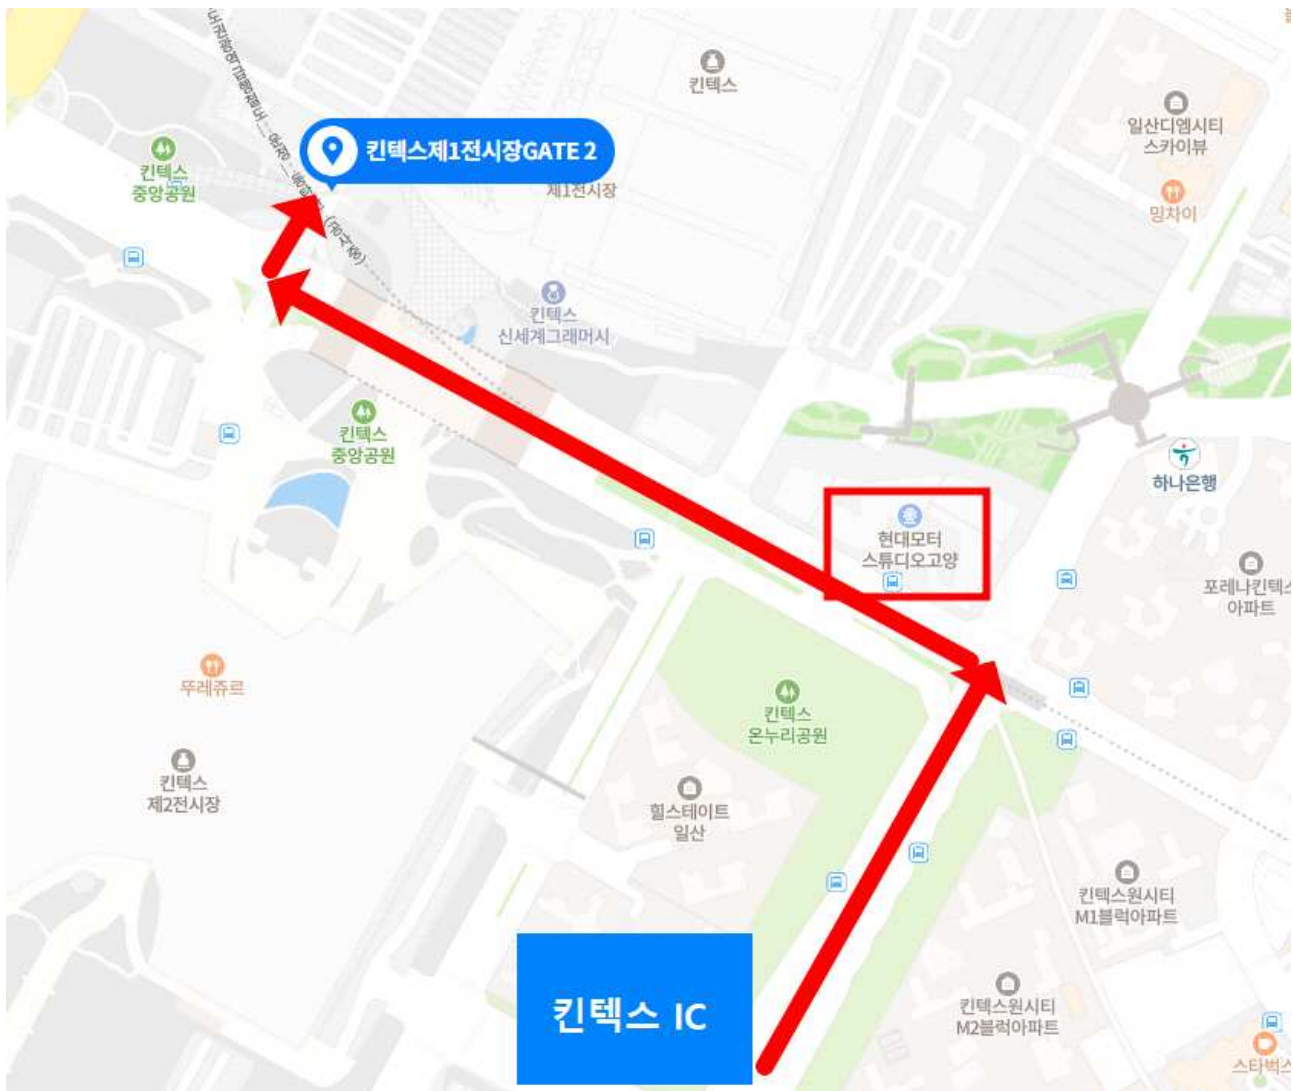 킨텍스
일산디엠시티
스카이뷰
킨텍스
중앙공원
킨텍스제1전시장GATE 2
제1전시장
밍차이
킨텍스
신세계그래머시
킨텍스
중앙공원
하나은행
현대모터
스튜디오고양
포레나킨텍스
아파트
뚜레쥬르
킨텍스
온누리공원
킨텍스
제2전시장
힐스테이트
일산
킨텍스원시티
M1블럭아파트
킨텍스 IC
킨텍스원시티
M2블럭아파트
스타벅스